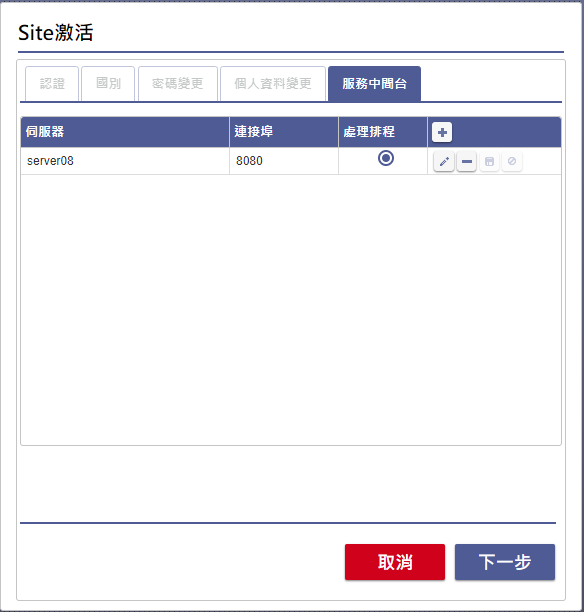 Site激活
認證 國別 密碼變更 個人資料變更 服務中間台
伺服器 連接埠 處理排程
server08 8080
取消 下一步